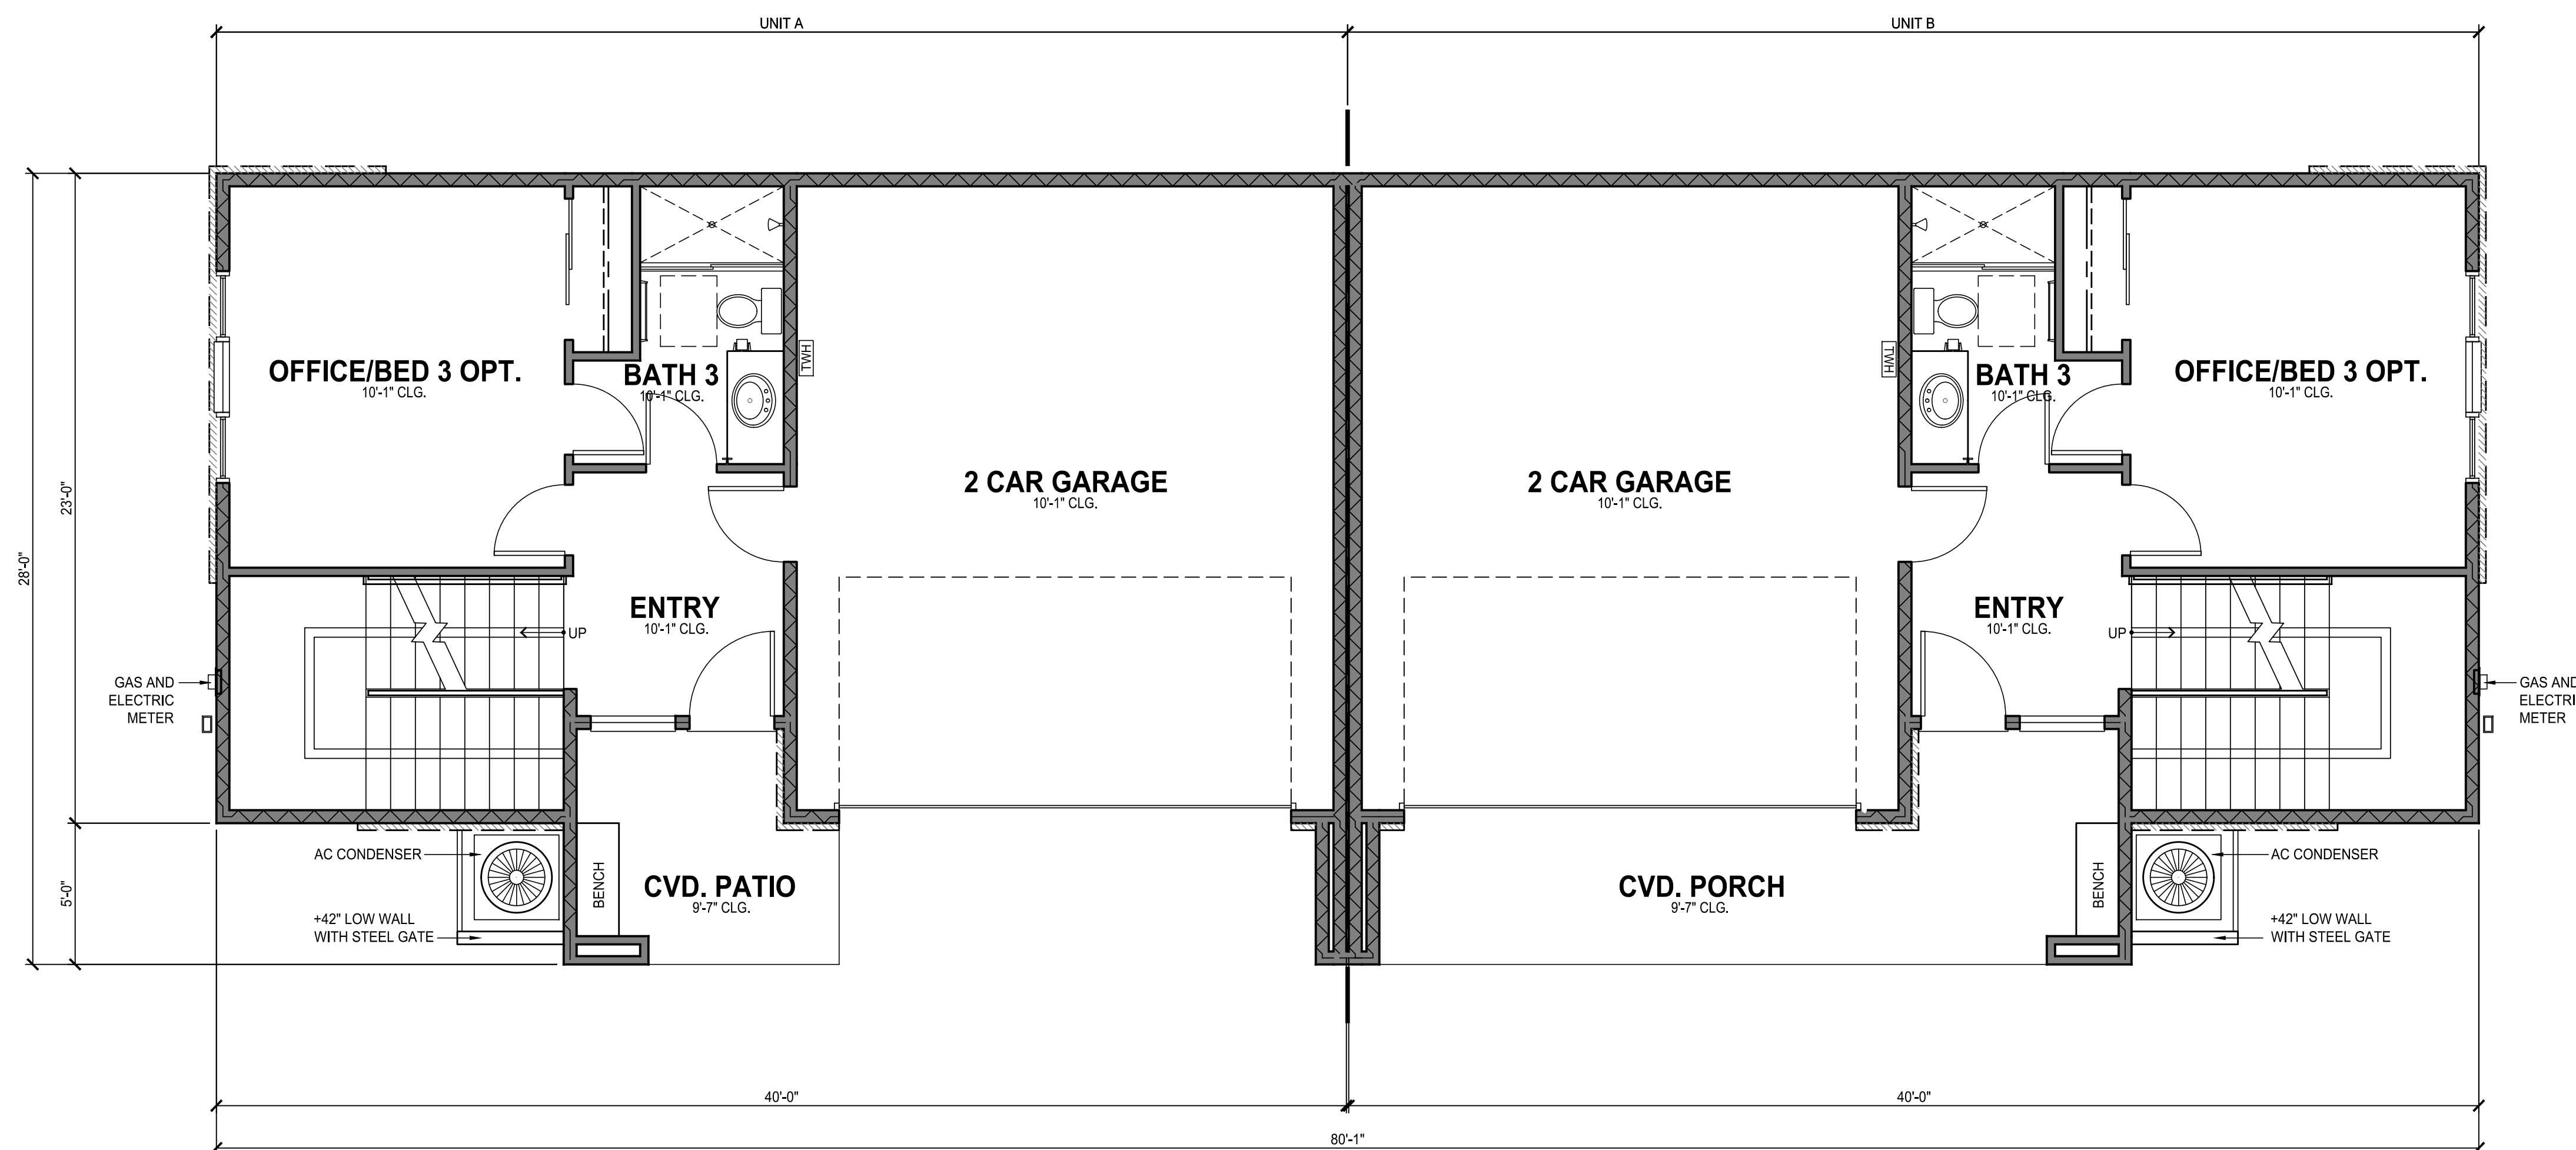 UNIT A
UNIT B
OFFICE/BED 3 OPT.
10'-1" CLG.
BATH 3
10'-1" CLG.
TWH
2 CAR GARAGE
10'-1" CLG.
2 CAR GARAGE
10'-1" CLG.
TWH
BATH 3
10'-1" CLG.
OFFICE/BED 3 OPT.
10'-1" CLG.
28'-0"
23'-0"
5'-0"
ENTRY
10'-1" CLG.
UP
ENTRY
10'-1" CLG.
UP
GAS AND
ELECTRIC
METER
GAS AND
ELECTRI
METER
AC CONDENSER
+42" LOW WALL
WITH STEEL GATE
BENCH
CVD. PATIO
9'-7" CLG.
CVD. PORCH
9'-7" CLG.
BENCH
AC CONDENSER
+42" LOW WALL
WITH STEEL GATE
40'-0"
40'-0"
80'-1"